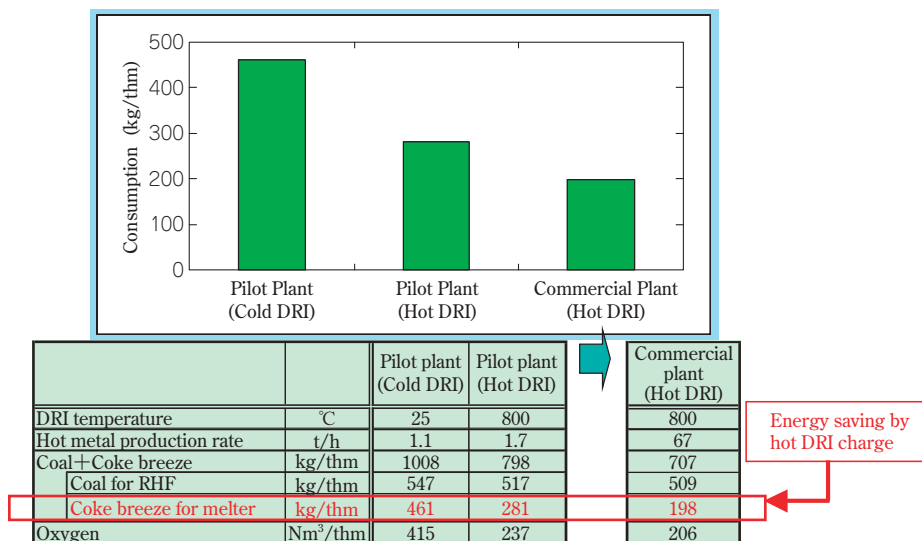 500
400
300
200
100
0
Consumption (kg/thm)
Pilot Plant (Cold DRI)
Pilot Plant (Hot DRI)
Commercial Plant (Hot DRI)
Pilot plant (Cold DRI)
Pilot plant (Hot DRI)
Commercial plant (Hot DRI)
DRI temperature ℃ 25 800 800
Hot metal production rate t/h 1.1 1.7 67
Coal+Coke breeze kg/thm 1008 798 707
Coal for RHF kg/thm 547 517 509
Coke breeze for melter kg/thm 461 281 198
Oxygen Nm³/thm 415 237 206
Energy saving by
hot DRI charge